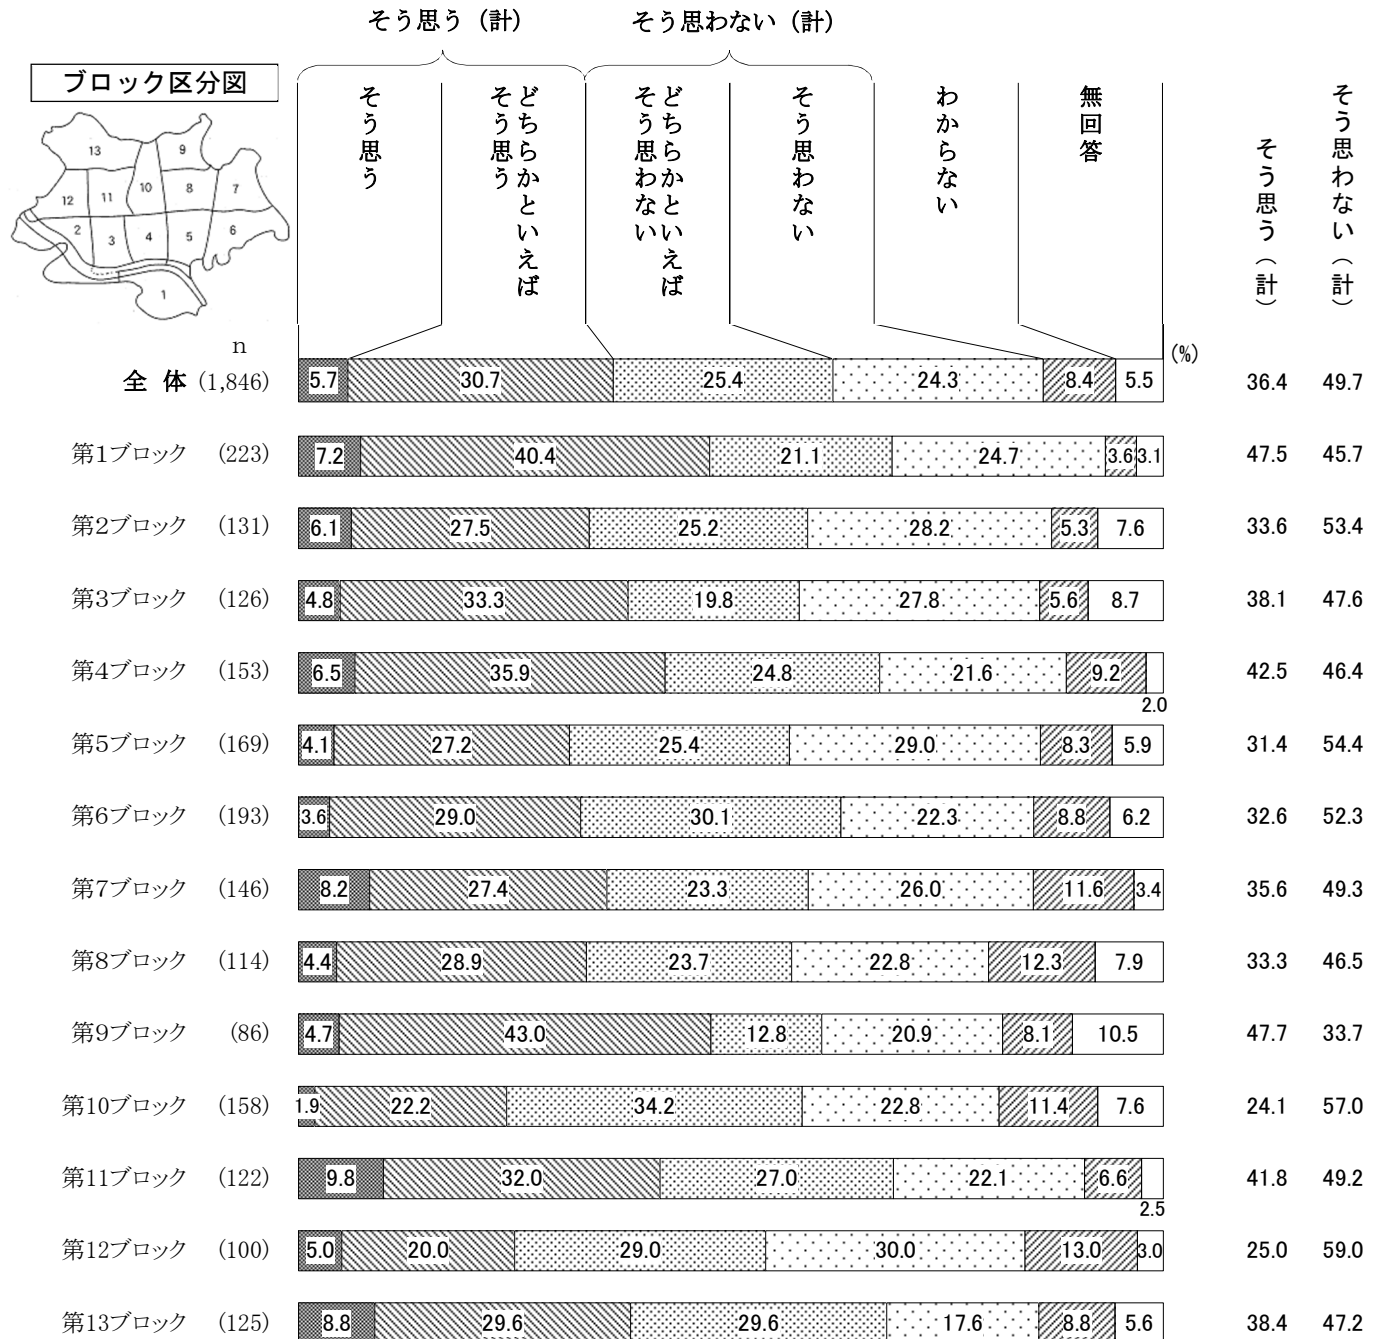 そう思う（計）
そう思わない（計）
ブロック区分図
そう思う
どちらかといえば
そう思う
どちらかといえば
そう思わない
そう思わない
わからない
無回答
そう思う（計）
そう思わない（計）
13
9
12
11
10
8
7
2
3
4
5
6
1
n
(%)
全 体 (1,846) 5.7 30.7 25.4 24.3 8.4 5.5 36.4 49.7
第1ブロック (223) 7.2 40.4 21.1 24.7 3.6 3.1 47.5 45.7
第2ブロック (131) 6.1 27.5 25.2 28.2 5.3 7.6 33.6 53.4
第3ブロック (126) 4.8 33.3 19.8 27.8 5.6 8.7 38.1 47.6
第4ブロック (153) 6.5 35.9 24.8 21.6 9.2 2.0 42.5 46.4
第5ブロック (169) 4.1 27.2 25.4 29.0 8.3 5.9 31.4 54.4
第6ブロック (193) 3.6 29.0 30.1 22.3 8.8 6.2 32.6 52.3
第7ブロック (146) 8.2 27.4 23.3 26.0 11.6 3.4 35.6 49.3
第8ブロック (114) 4.4 28.9 23.7 22.8 12.3 7.9 33.3 46.5
第9ブロック (86) 4.7 43.0 12.8 20.9 8.1 10.5 47.7 33.7
第10ブロック (158) 1.9 22.2 34.2 22.8 11.4 7.6 24.1 57.0
第11ブロック (122) 9.8 32.0 27.0 22.1 6.6 2.5 41.8 49.2
第12ブロック (100) 5.0 20.0 29.0 30.0 13.0 3.0 25.0 59.0
第13ブロック (125) 8.8 29.6 29.6 17.6 8.8 5.6 38.4 47.2